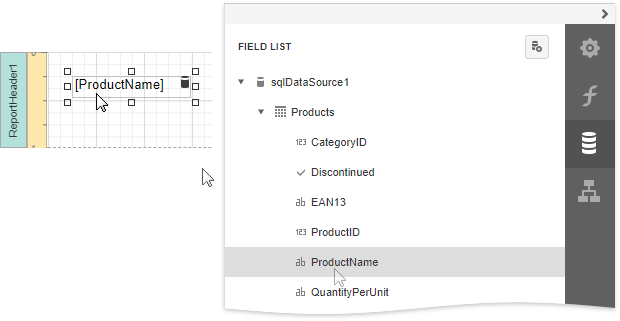 ReportHeader1
[ProductName]
FIELD LIST
sqlDataSource1
Products
123 CategoryID
Discontinued
ab EAN13
123 ProductID
ab ProductName
ab QuantityPerUnit